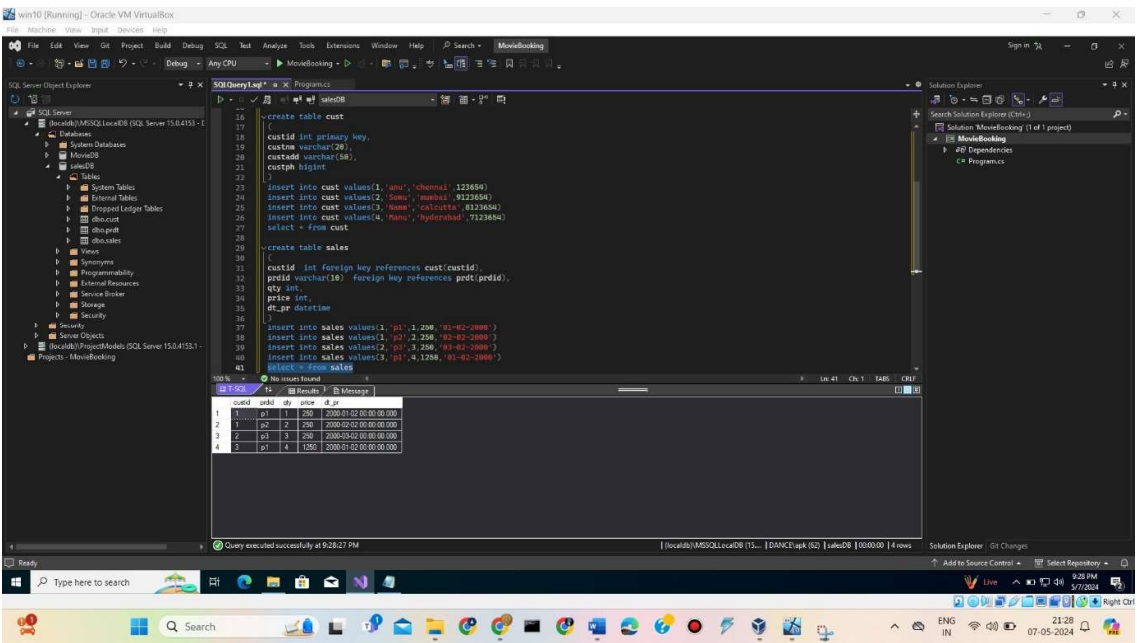 win10 [Running] - Oracle VM VirtualBox
File Machine View Input Devices Help
File Edit View Git Project Build Debug SQL Test Analyze Tools Extensions Window Help Search MovieBooking Sign in
Debug Any CPU MovieBooking
SQL Server Object Explorer
SQLQuery1.sql* Program.cs
Solution Explorer
salesDB
Search Solution Explorer (Ctrl+;)
SQL Server
(localdb)\MSSQLLocalDB (SQL Server 15.0.4153 -
Databases
System Databases
MovieDB
salesDB
Tables
System Tables
External Tables
Dropped Ledger Tables
dbo.cust
dbo.prdt
dbo.sales
Views
Synonyms
Programmability
External Resources
Service Broker
Storage
Security
Security
Server Objects
(localdb)\ProjectModels (SQL Server 15.0.4153.1 -
Projects - MovieBooking
16 create table cust
17 (
18 custid int primary key,
19 custnm varchar(20),
20 custadd varchar(50),
21 custph bigint
22 )
23 insert into cust values(1,'anu','chennai',123654)
24 insert into cust values(2,'Somu','mumbai',9123654)
25 insert into cust values(3,'Namm','calcutta',8123654)
26 insert into cust values(4,'Manu','hyderabad',7123654)
27 select * from cust
28
29 create table sales
30 (
31 custid int foreign key references cust(custid),
32 prdid varchar(10) foreign key references prdt(prdid),
33 qty int,
34 price int,
35 dt_pr datetime
36 )
37 insert into sales values(1,'p1',1,250,'01-02-2000')
38 insert into sales values(1,'p2',2,250,'02-02-2000')
39 insert into sales values(2,'p3',3,250,'03-02-2000')
40 insert into sales values(3,'p1',4,1250,'01-02-2000')
41 select * from sales
Solution 'MovieBooking' (1 of 1 project)
MovieBooking
Dependencies
C# Program.cs
100 % No issues found Ln: 41 Ch: 1 TABS CRLF
T-SQL Results Message
custid prdid qty price dt_pr
1 1 p1 1 250 2000-01-02 00:00:00.000
2 1 p2 2 250 2000-02-02 00:00:00.000
3 2 p3 3 250 2000-03-02 00:00:00.000
4 3 p1 4 1250 2000-01-02 00:00:00.000
Query executed successfully at 9:28:27 PM (localdb)\MSSQLLocalDB (15.... DANCE\apk (62) salesDB 00:00:00 4 rows
Solution Explorer Git Changes
Ready Add to Source Control Select Repository
Type here to search Live 9:28 PM
5/7/2024
Right Ctrl
Search ENG IN 21:28
07-05-2024